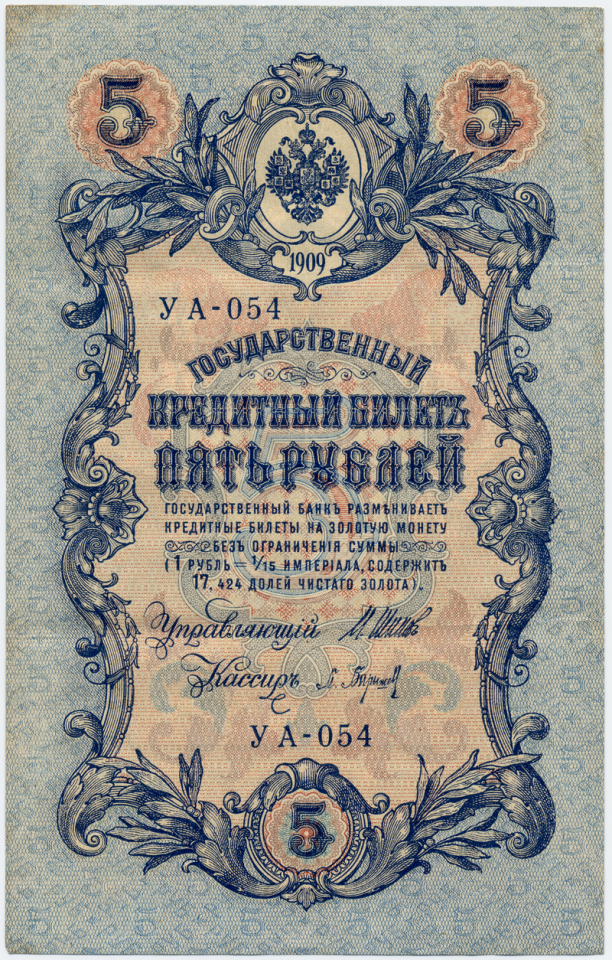 5 5
1909
УА-054
ГОСУДАРСТВЕННЫЙ
КРЕДИТНЫЙ БИЛЕТЪ
ПЯТЬ РУБЛЕЙ
ГОСУДАРСТВЕННЫЙ БАНКЪ РАЗМѢНИВАЕТЪ
КРЕДИТНЫЕ БИЛЕТЫ НА ЗОЛОТУЮ МОНЕТУ
БЕЗЪ ОГРАНИЧЕНІЯ СУММЫ
(1 РУБЛЬ = 1/15 ИМПЕРІАЛА, СОДЕРЖИТЪ
17,424 ДОЛЕЙ ЧИСТАГО ЗОЛОТА).
Управляющій И. Шипов
Кассиръ
УА-054
5